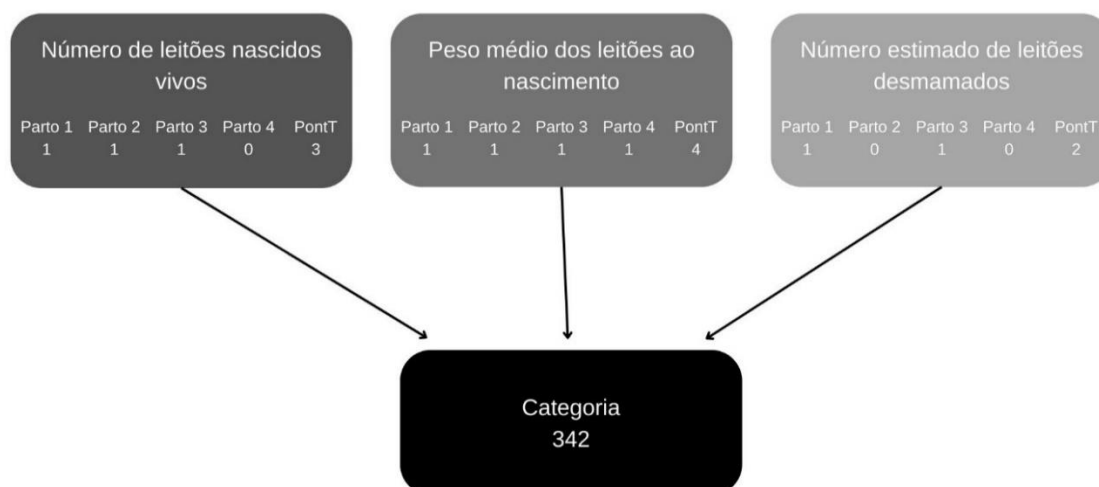 Número de leitões nascidos
vivos
Parto 1 Parto 2 Parto 3 Parto 4 PontT
1 1 1 0 3
Peso médio dos leitões ao
nascimento
Parto 1 Parto 2 Parto 3 Parto 4 PontT
1 1 1 1 4
Número estimado de leitões
desmamados
Parto 1 Parto 2 Parto 3 Parto 4 PontT
1 0 1 0 2
Categoria
342